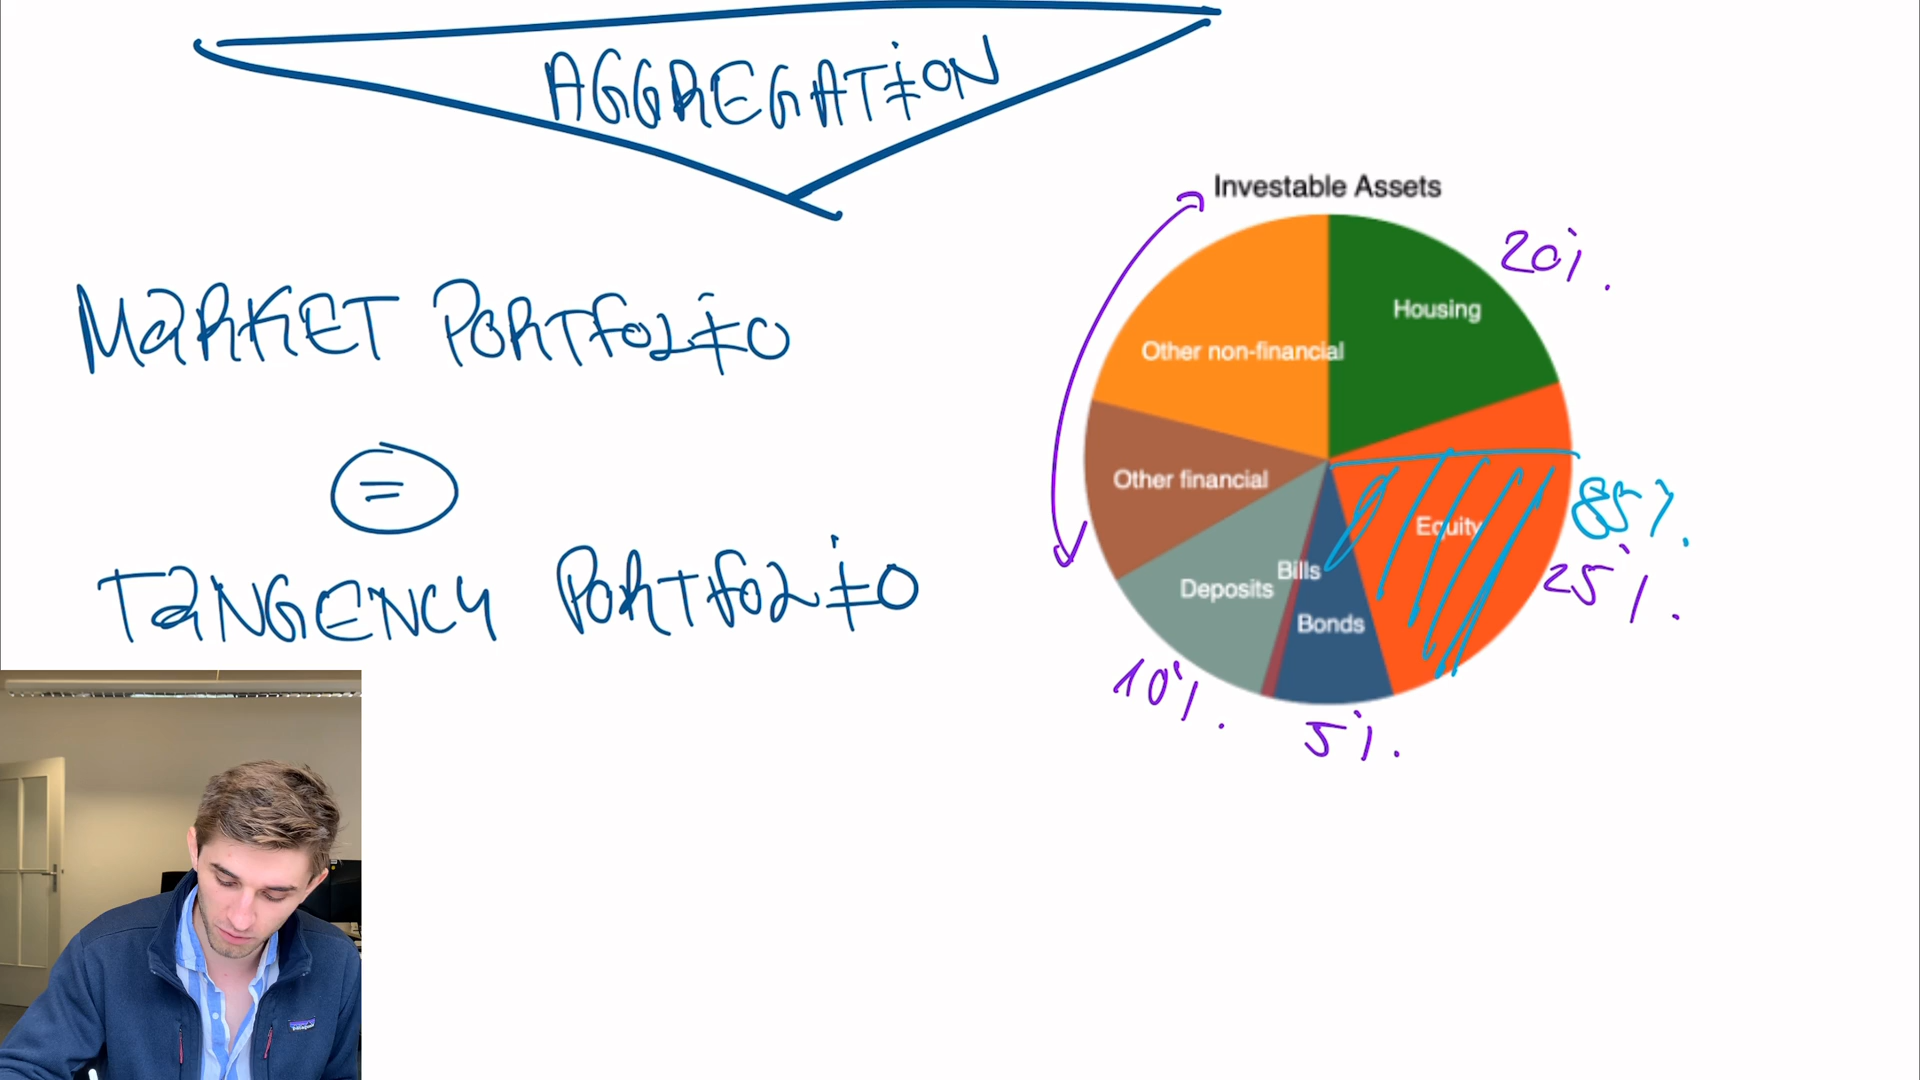 AGGREGATION
MARKET PORTFOLIO
=
TANGENCY PORTFOLIO
Investable Assets
20%.
Housing
Other non-financial
Other financial
Equity
85%.
25%.
Bills
Deposits
Bonds
10%.
5%.